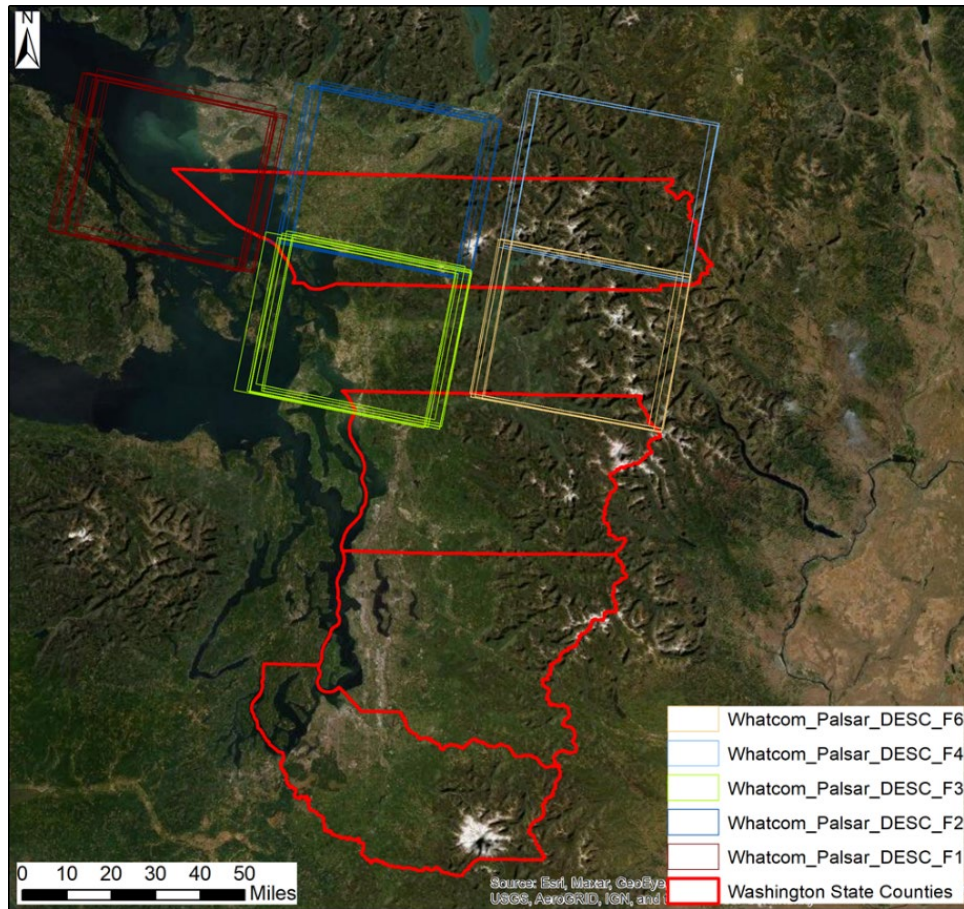 N
Whatcom_Palsar_DESC_F6
Whatcom_Palsar_DESC_F4
Whatcom_Palsar_DESC_F3
Whatcom_Palsar_DESC_F2
Whatcom_Palsar_DESC_F1
Washington State Counties
0 10 20 30 40 50
Miles
Source: Esri, Maxar, GeoEye,
USGS, AeroGRID, IGN, and